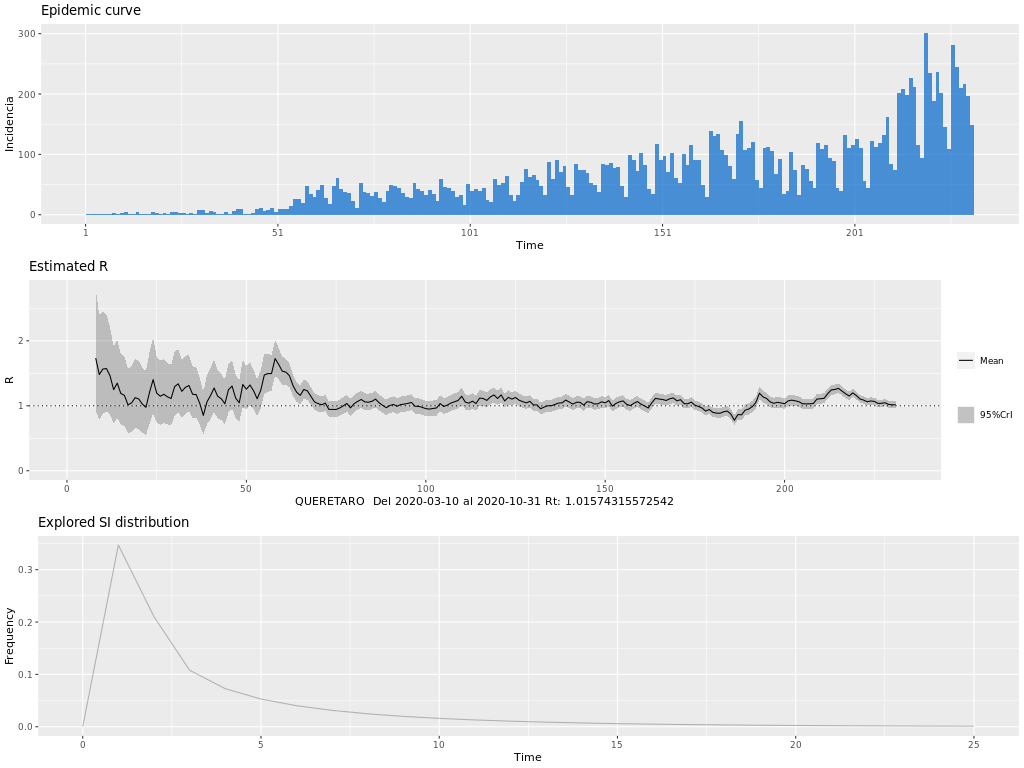 Epidemic curve
300
200
100
0
Incidencia
1
51
101
151
201
Time
Estimated R
2
1
0
R
0
50
100
150
200
Mean
95%CrI
QUERETARO Del 2020-03-10 al 2020-10-31 Rt: 1.01574315572542
Explored SI distribution
0.3
0.2
0.1
0.0
Frequency
0
5
10
15
20
25
Time